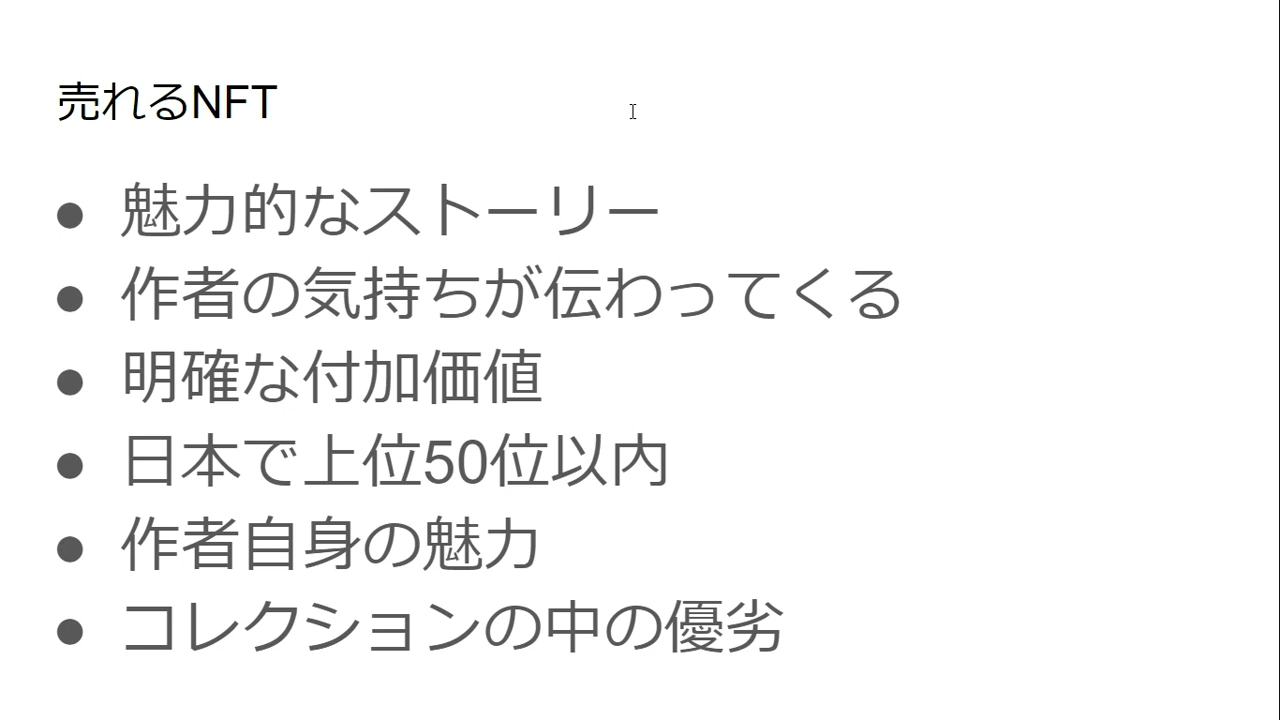 売れるNFT
● 魅力的なストーリー
● 作者の気持ちが伝わってくる
● 明確な付加価値
● 日本で上位50位以内
● 作者自身の魅力
● コレクションの中の優劣